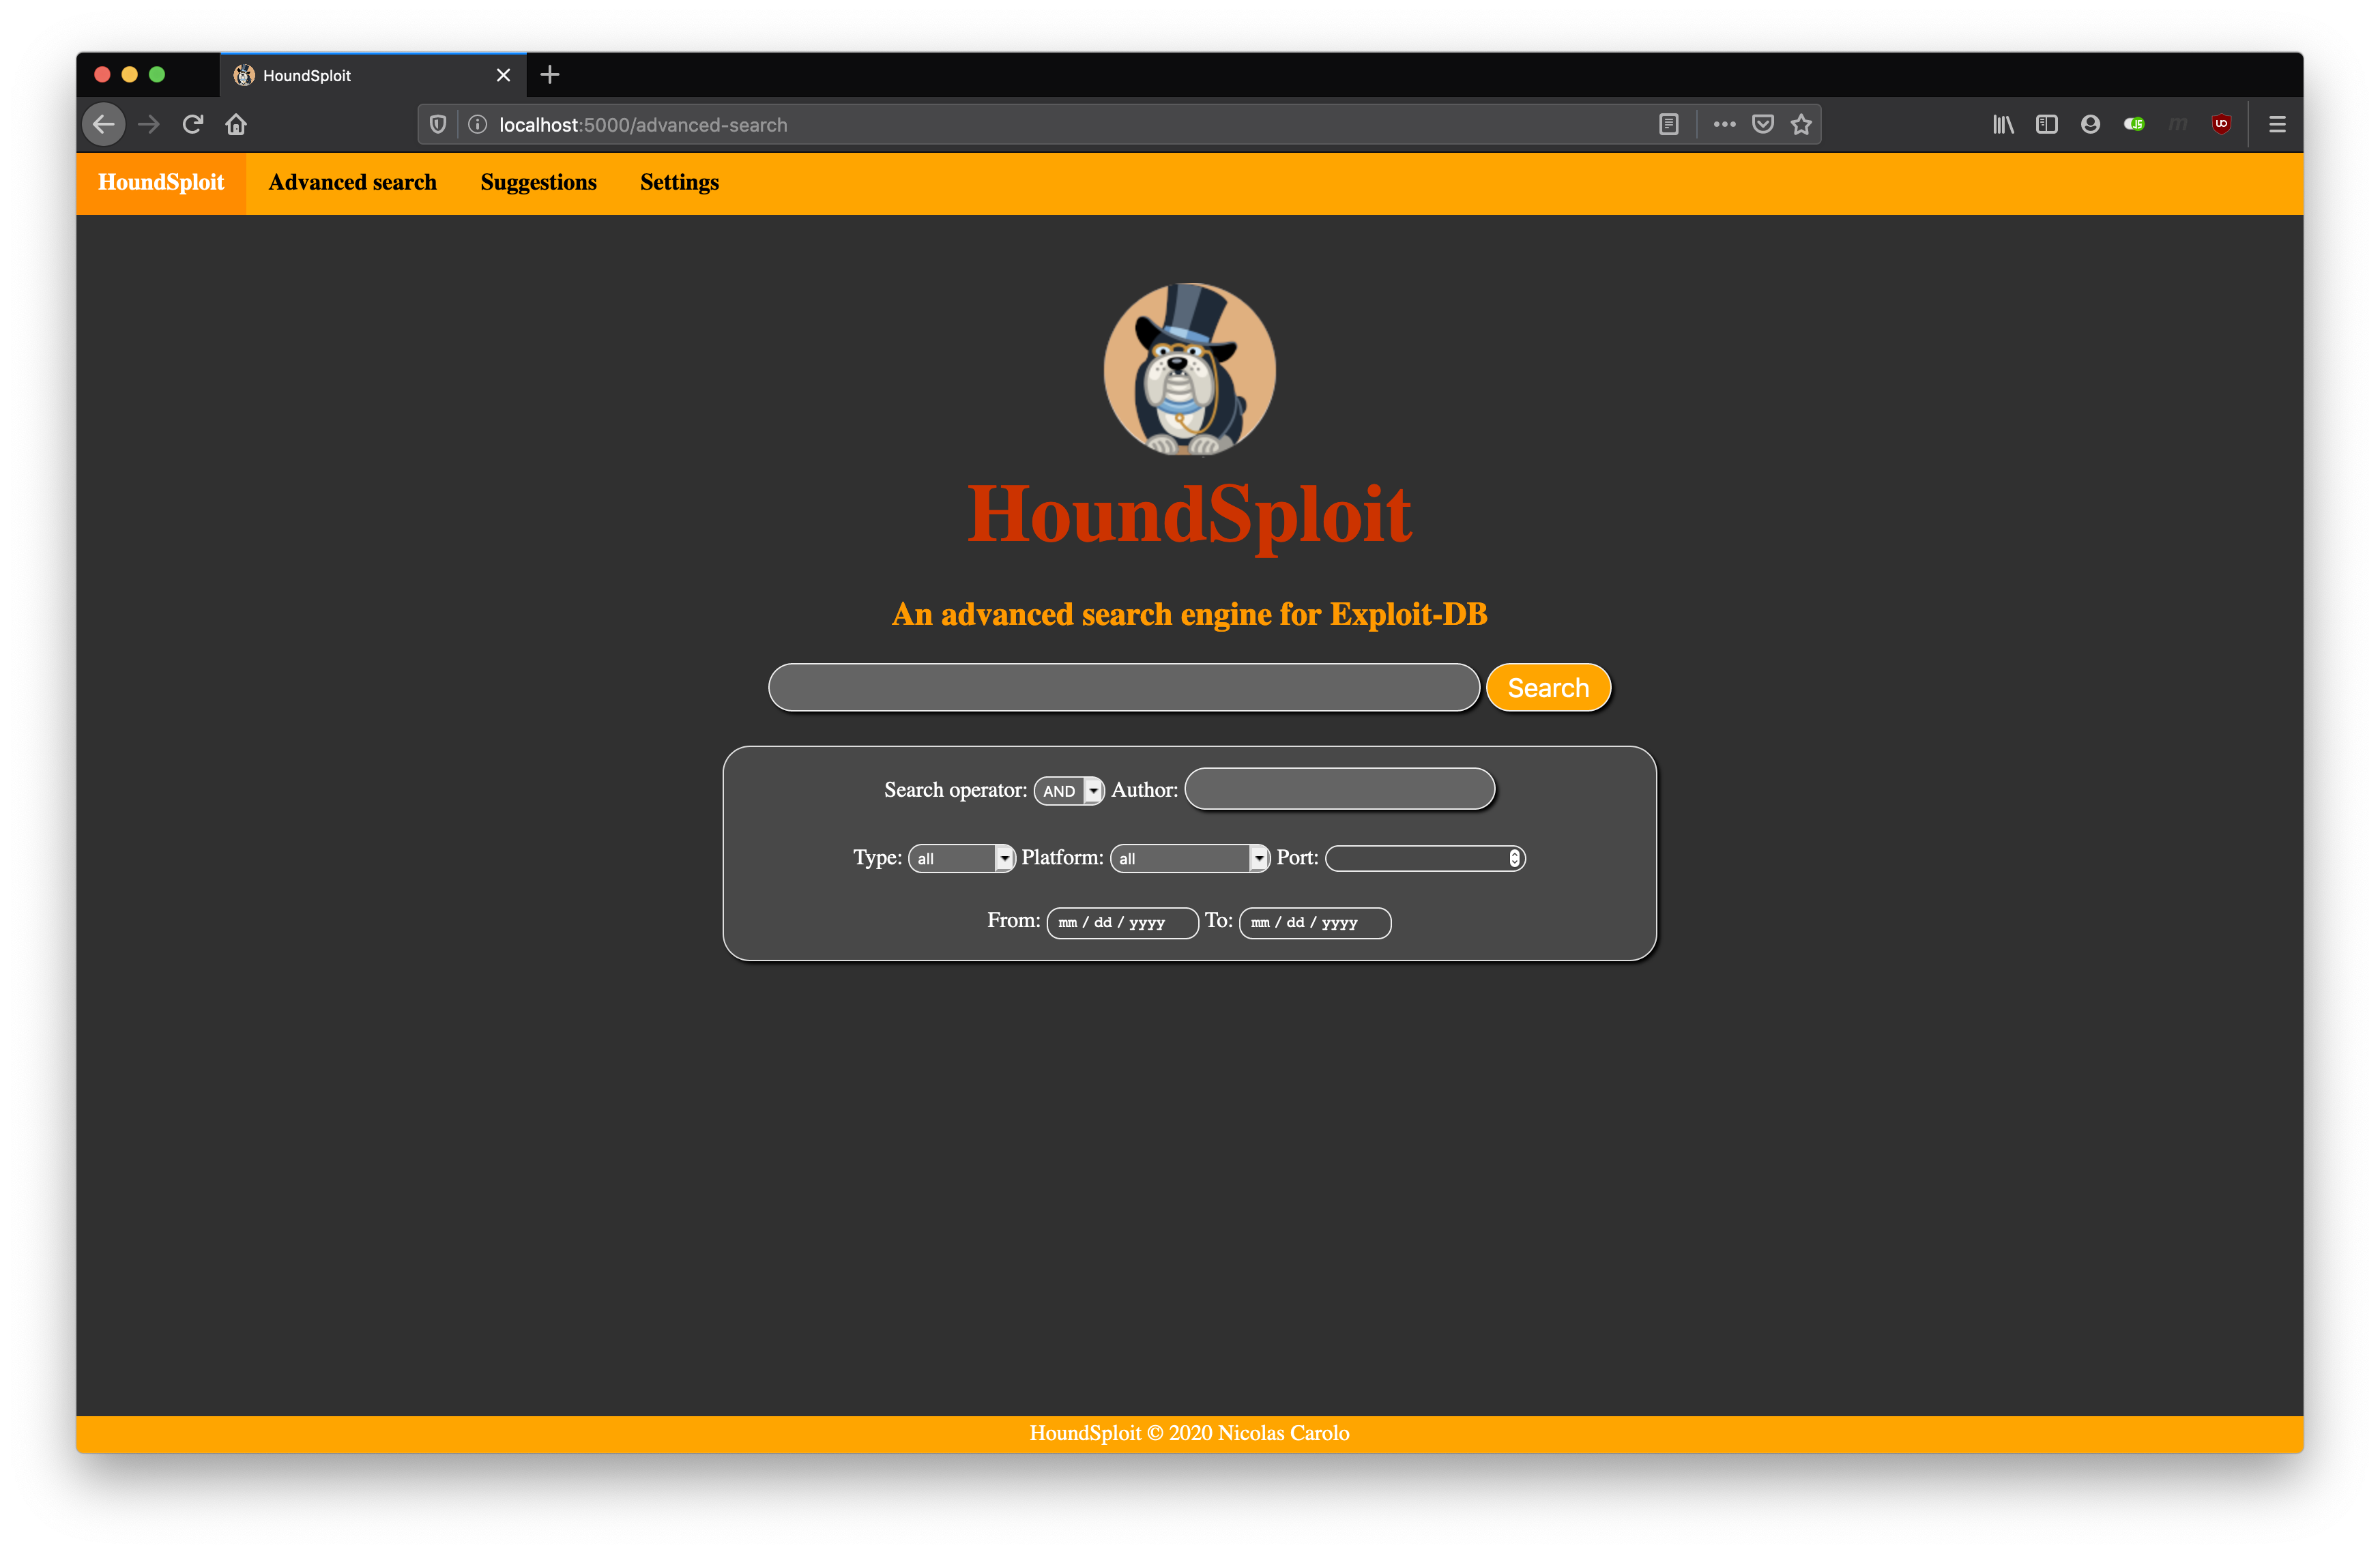 HoundSploit
localhost:5000/advanced-search
HoundSploit Advanced search Suggestions Settings
HoundSploit
An advanced search engine for Exploit-DB
Search
Search operator: AND Author:
Type: all Platform: all Port:
From: mm / dd / yyyy To: mm / dd / yyyy
HoundSploit © 2020 Nicolas Carolo